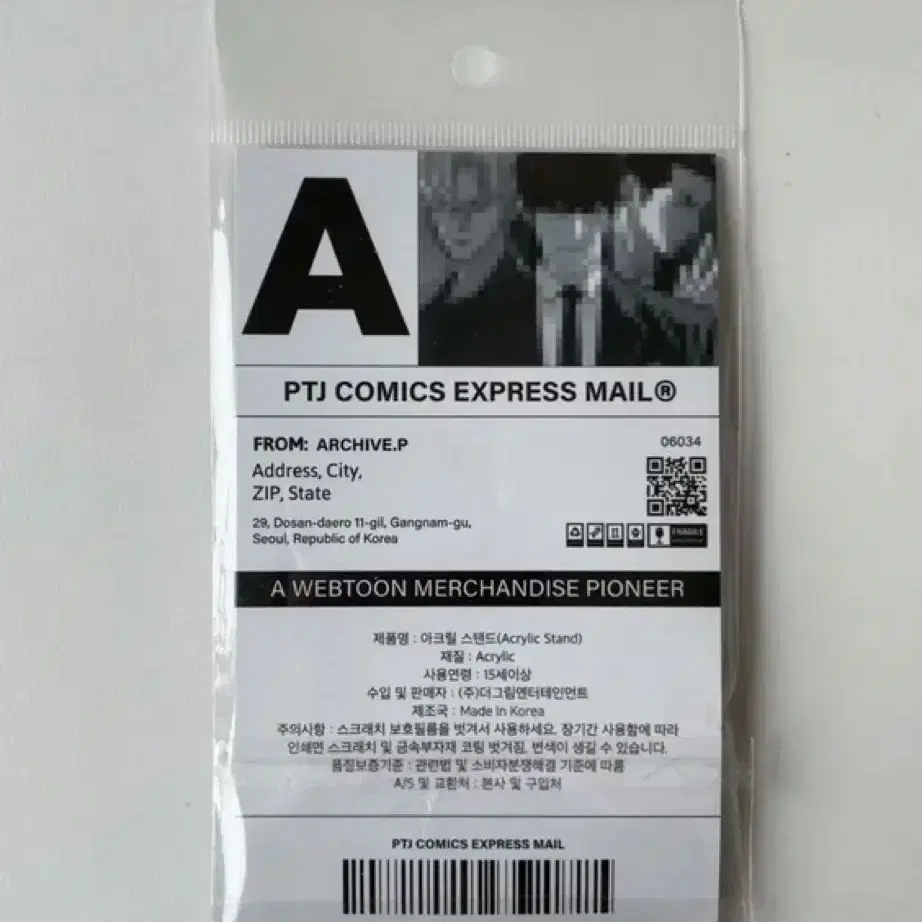 A
PTJ COMICS EXPRESS MAIL®
FROM: ARCHIVE.P
Address, City,
ZIP, State
29, Dosan-daero 11-gil, Gangnam-gu,
Seoul, Republic of Korea
06034
FRAGILE
A WEBTOON MERCHANDISE PIONEER
제품명 : 아크릴 스탠드(Acrylic Stand)
재질 : Acrylic
사용연령 : 15세이상
수입 및 판매자 : (주)더그림엔터테인먼트
제조국 : Made In Korea
주의사항 : 스크래치 보호필름을 벗겨서 사용하세요. 장기간 사용함에 따라
인쇄면 스크래치 및 금속부자재 코팅 벗겨짐, 변색이 생길 수 있습니다.
품질보증기준 : 관련법 및 소비자분쟁해결 기준에 따름
A/S 및 교환처 : 본사 및 구입처
PTJ COMICS EXPRESS MAIL